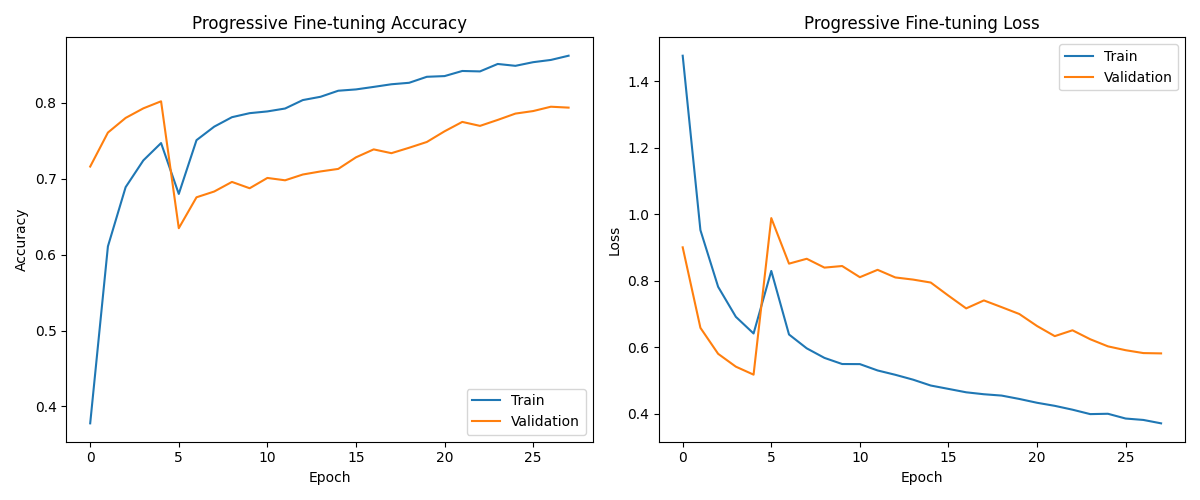 Progressive Fine-tuning Accuracy
Accuracy
0.8
0.7
0.6
0.5
0.4
0 5 10 15 20 25
Epoch
Train
Validation
Progressive Fine-tuning Loss
Loss
1.4
1.2
1.0
0.8
0.6
0.4
0 5 10 15 20 25
Epoch
Train
Validation